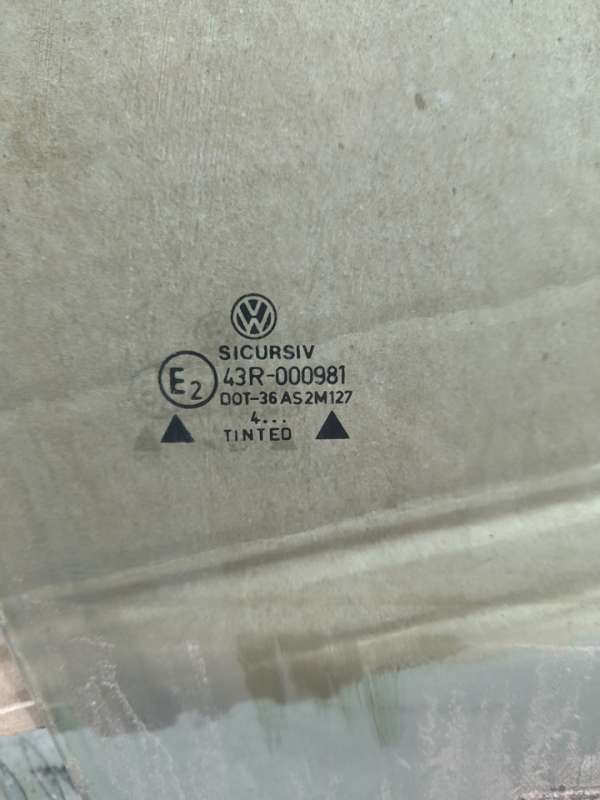 SICURSIV
E2 43R-000981
DOT-36 AS2M127
4...
TINTED